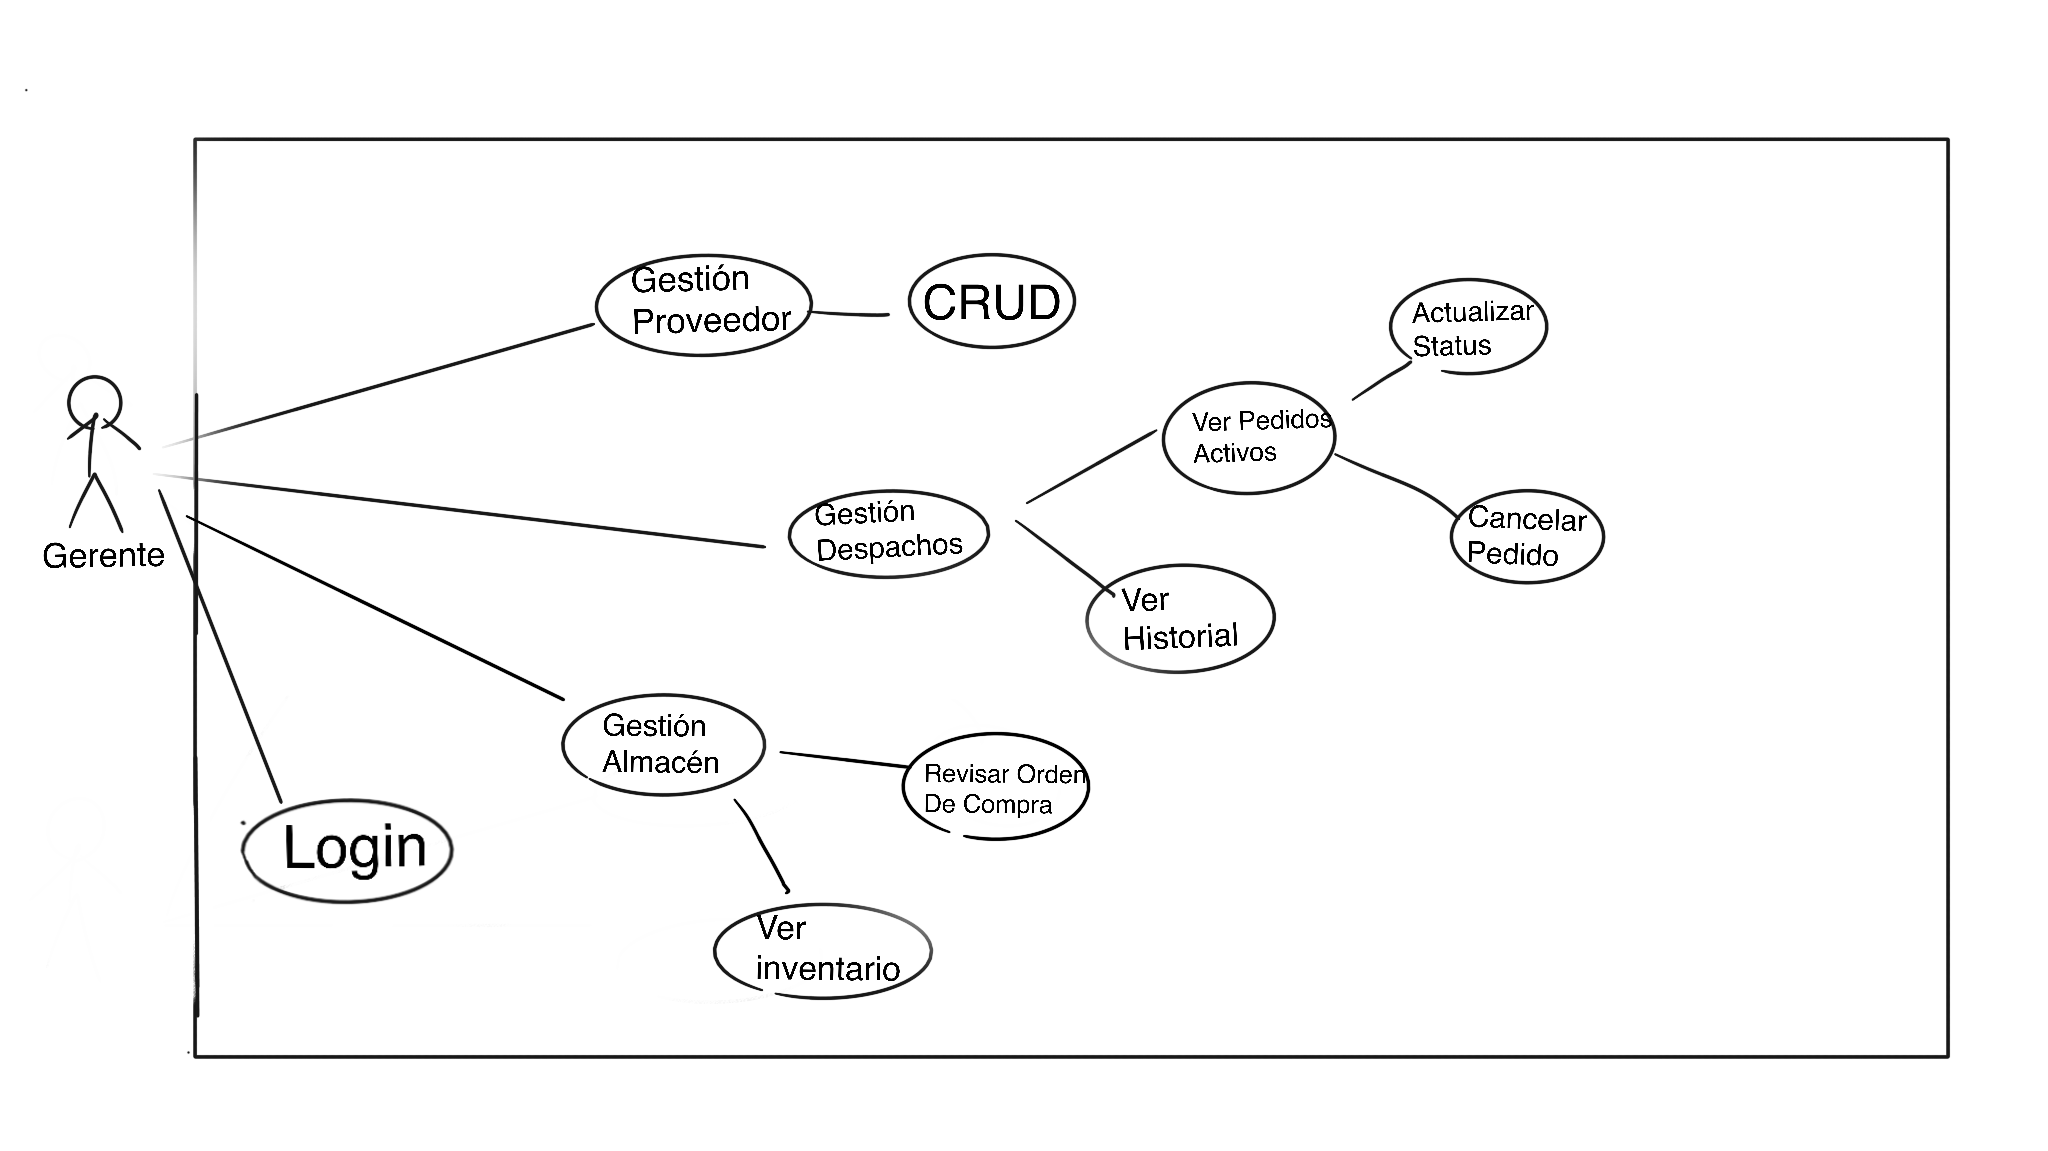 Gestión
Proveedor
CRUD
Actualizar
Status
Ver Pedidos
Activos
Gestión
Despachos
Cancelar
Pedido
Gerente
Ver
Historial
Gestión
Almacén
Revisar Orden
De Compra
Login
Ver
inventario